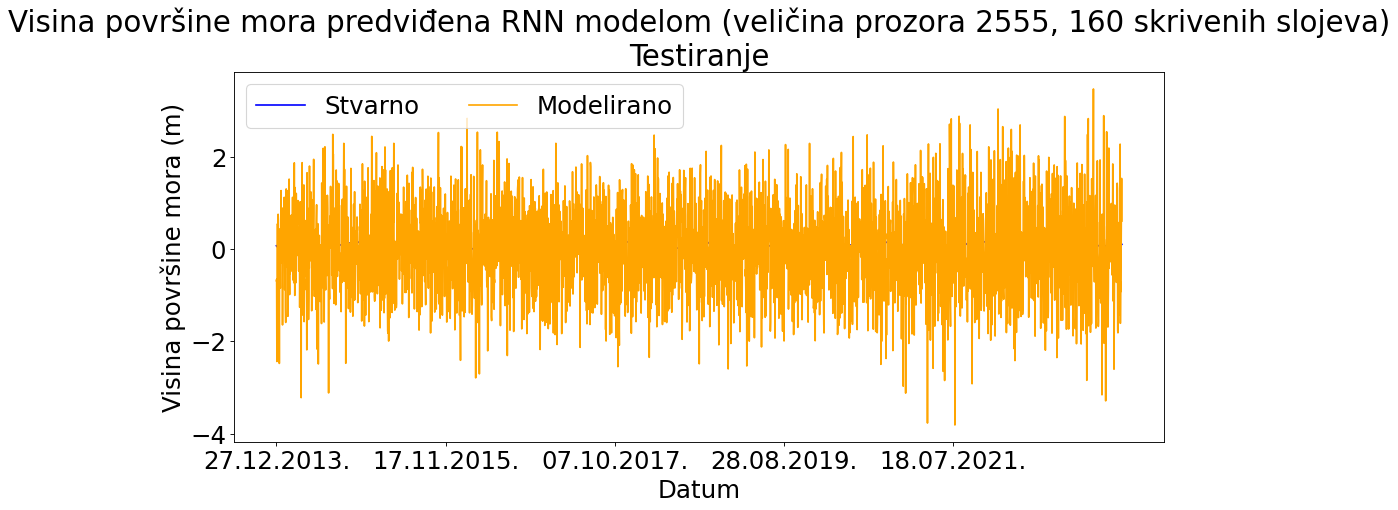 Visina površine mora predviđena RNN modelom (veličina prozora 2555, 160 skrivenih slojeva)
Testiranje
Stvarno
Modelirano
Visina površine mora (m)
2
0
−2
−4
27.12.2013.
17.11.2015.
07.10.2017.
28.08.2019.
18.07.2021.
Datum